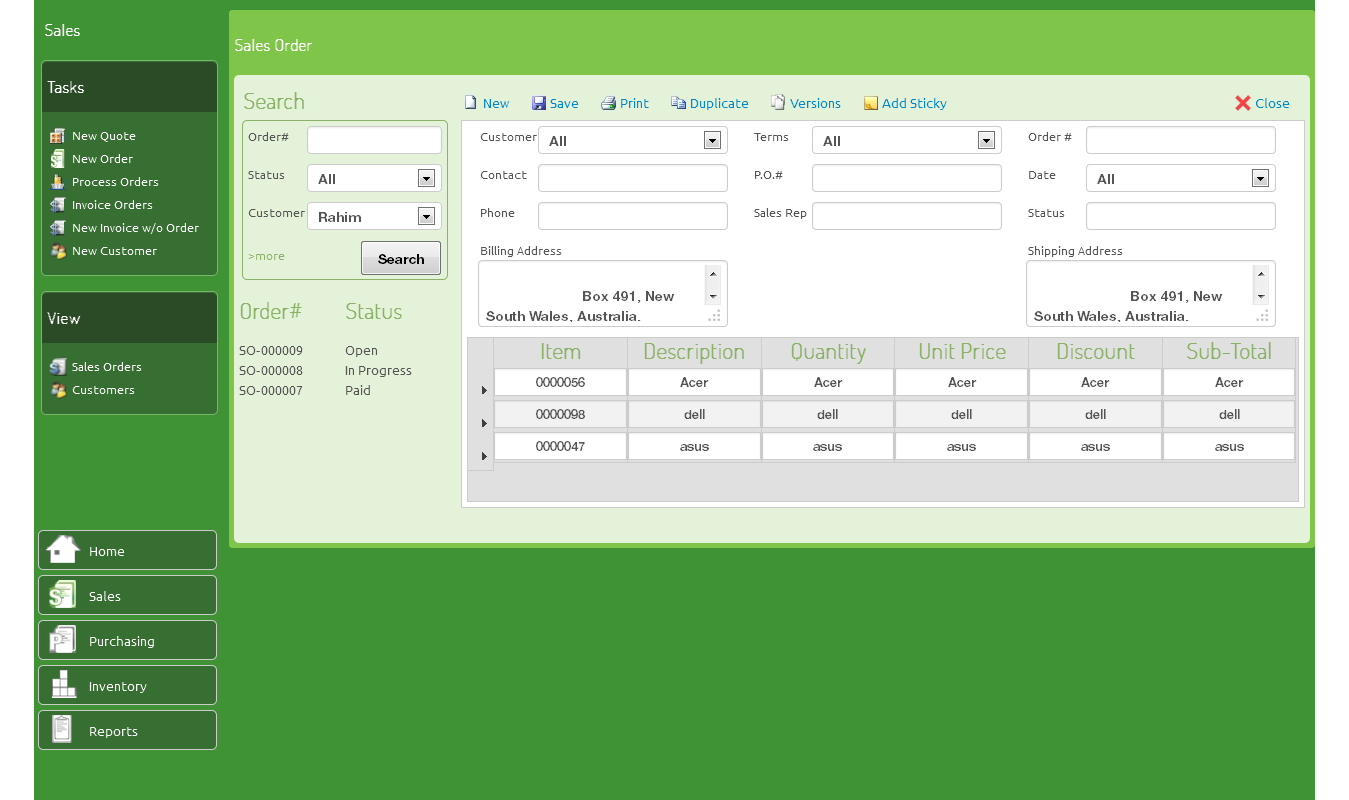 Sales
Tasks
New Quote
New Order
Process Orders
Invoice Orders
New Invoice w/o Order
New Customer
View
Sales Orders
Customers
Home
Sales
Purchasing
Inventory
Reports
Sales Order
Search
Order#
Status All
Customer Rahim
>more Search
Order# Status
SO-000009 Open
SO-000008 In Progress
SO-000007 Paid
New Save Print Duplicate Versions Add Sticky Close
Customer All Terms All Order #
Contact P.O.# Date All
Phone Sales Rep Status
Billing Address
Box 491, New
South Wales, Australia.
Shipping Address
Box 491, New
South Wales, Australia.
Item Description Quantity Unit Price Discount Sub-Total
0000056 Acer Acer Acer Acer Acer
0000098 dell dell dell dell dell
0000047 asus asus asus asus asus